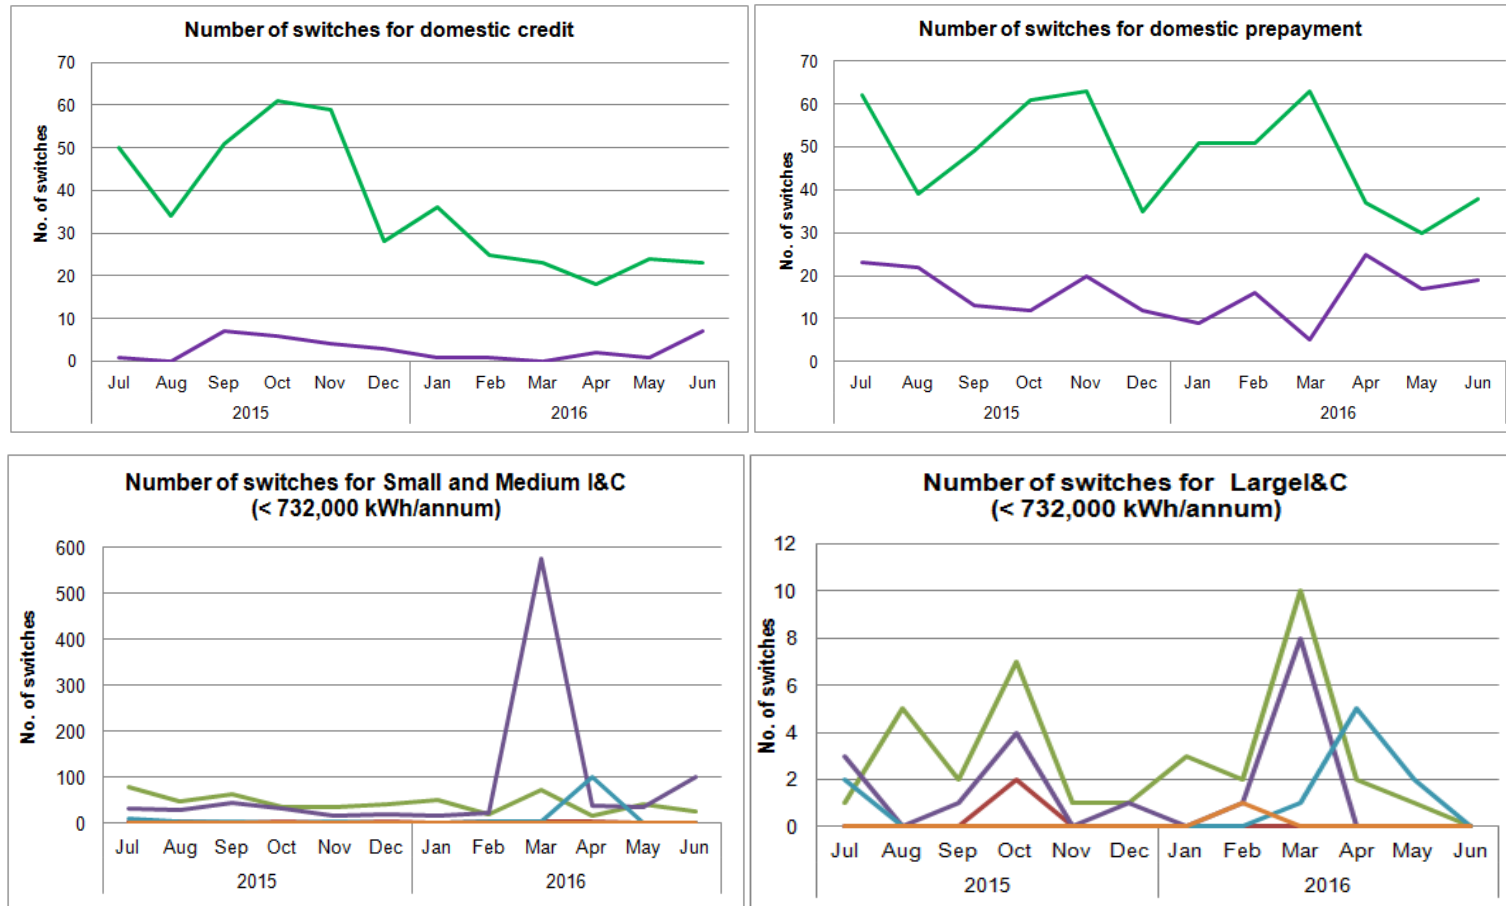 Number of switches for domestic credit
70
60
50
40
30
20
10
0
No. of switches
Jul Aug Sep Oct Nov Dec Jan Feb Mar Apr May Jun
2015 2016
Number of switches for domestic prepayment
70
60
50
40
30
20
10
0
No. of switches
Jul Aug Sep Oct Nov Dec Jan Feb Mar Apr May Jun
2015 2016
Number of switches for Small and Medium I&C
(< 732,000 kWh/annum)
600
500
400
300
200
100
0
No. of switches
Jul Aug Sep Oct Nov Dec Jan Feb Mar Apr May Jun
2015 2016
Number of switches for LargeI&C
(< 732,000 kWh/annum)
12
10
8
6
4
2
0
No. of switches
Jul Aug Sep Oct Nov Dec Jan Feb Mar Apr May Jun
2015 2016